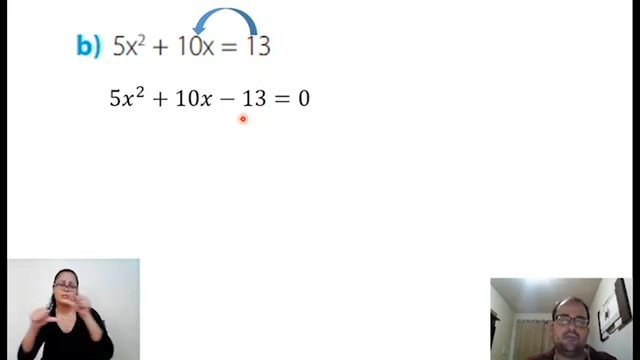 b) 5x² + 10x = 13
5x² + 10x − 13 = 0